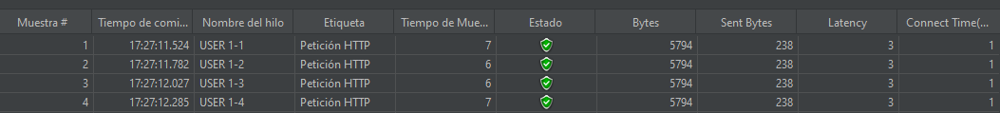 Muestra # Tiempo de comi... Nombre del hilo Etiqueta Tiempo de Mue... Estado Bytes Sent Bytes Latency Connect Time(...
1 17:27:11.524 USER 1-1 Petición HTTP 7 5794 238 3 1
2 17:27:11.782 USER 1-2 Petición HTTP 6 5794 238 3 1
3 17:27:12.027 USER 1-3 Petición HTTP 6 5794 238 3 1
4 17:27:12.285 USER 1-4 Petición HTTP 7 5794 238 3 1